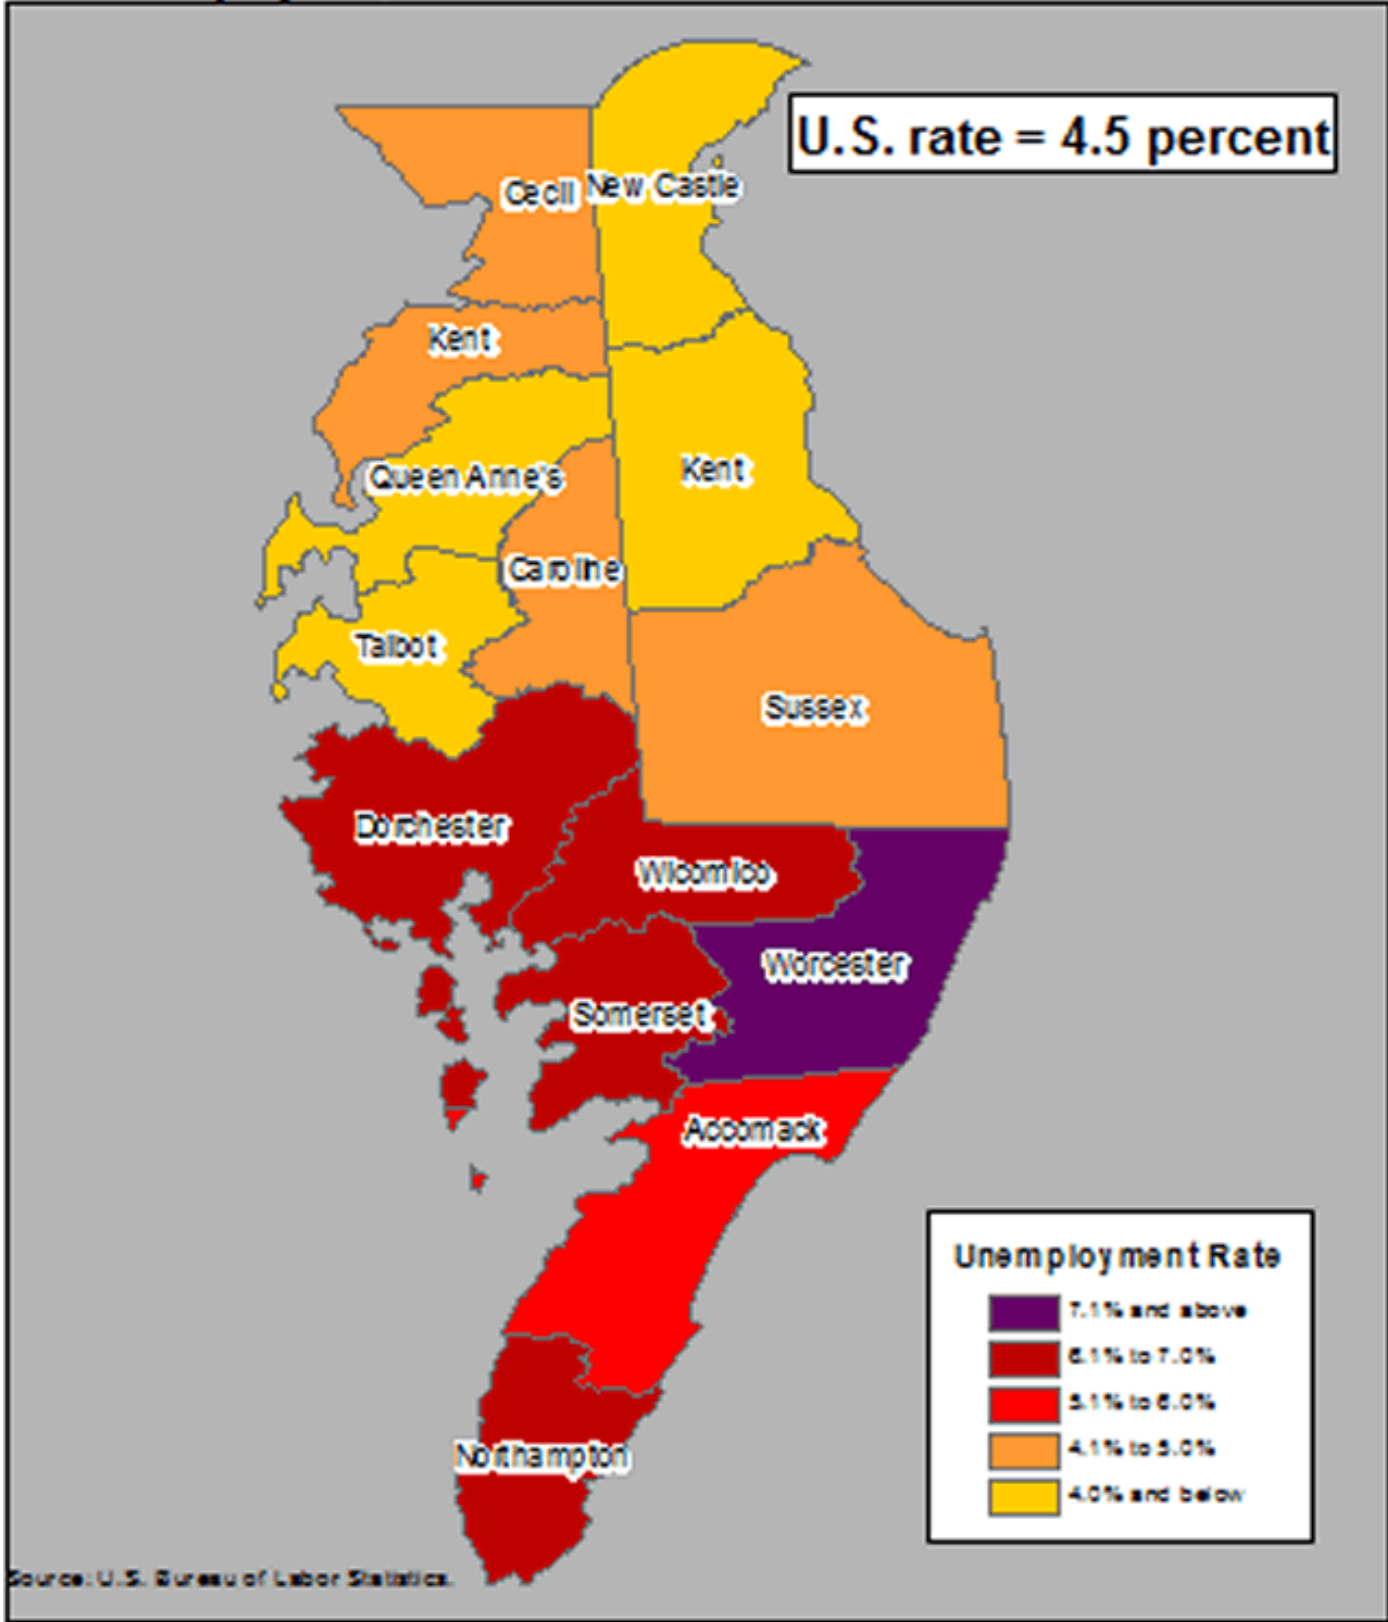 U.S. rate = 4.5 percent
Cecil
New Castle
Kent
Kent
Queen Anne's
Caroline
Talbot
Sussex
Dorchester
Wicomico
Worcester
Somerset
Accomack
Northampton
Unemployment Rate
7.1% and above
6.1% to 7.0%
5.1% to 6.0%
4.1% to 5.0%
4.0% and below
Source: U.S. Bureau of Labor Statistics.